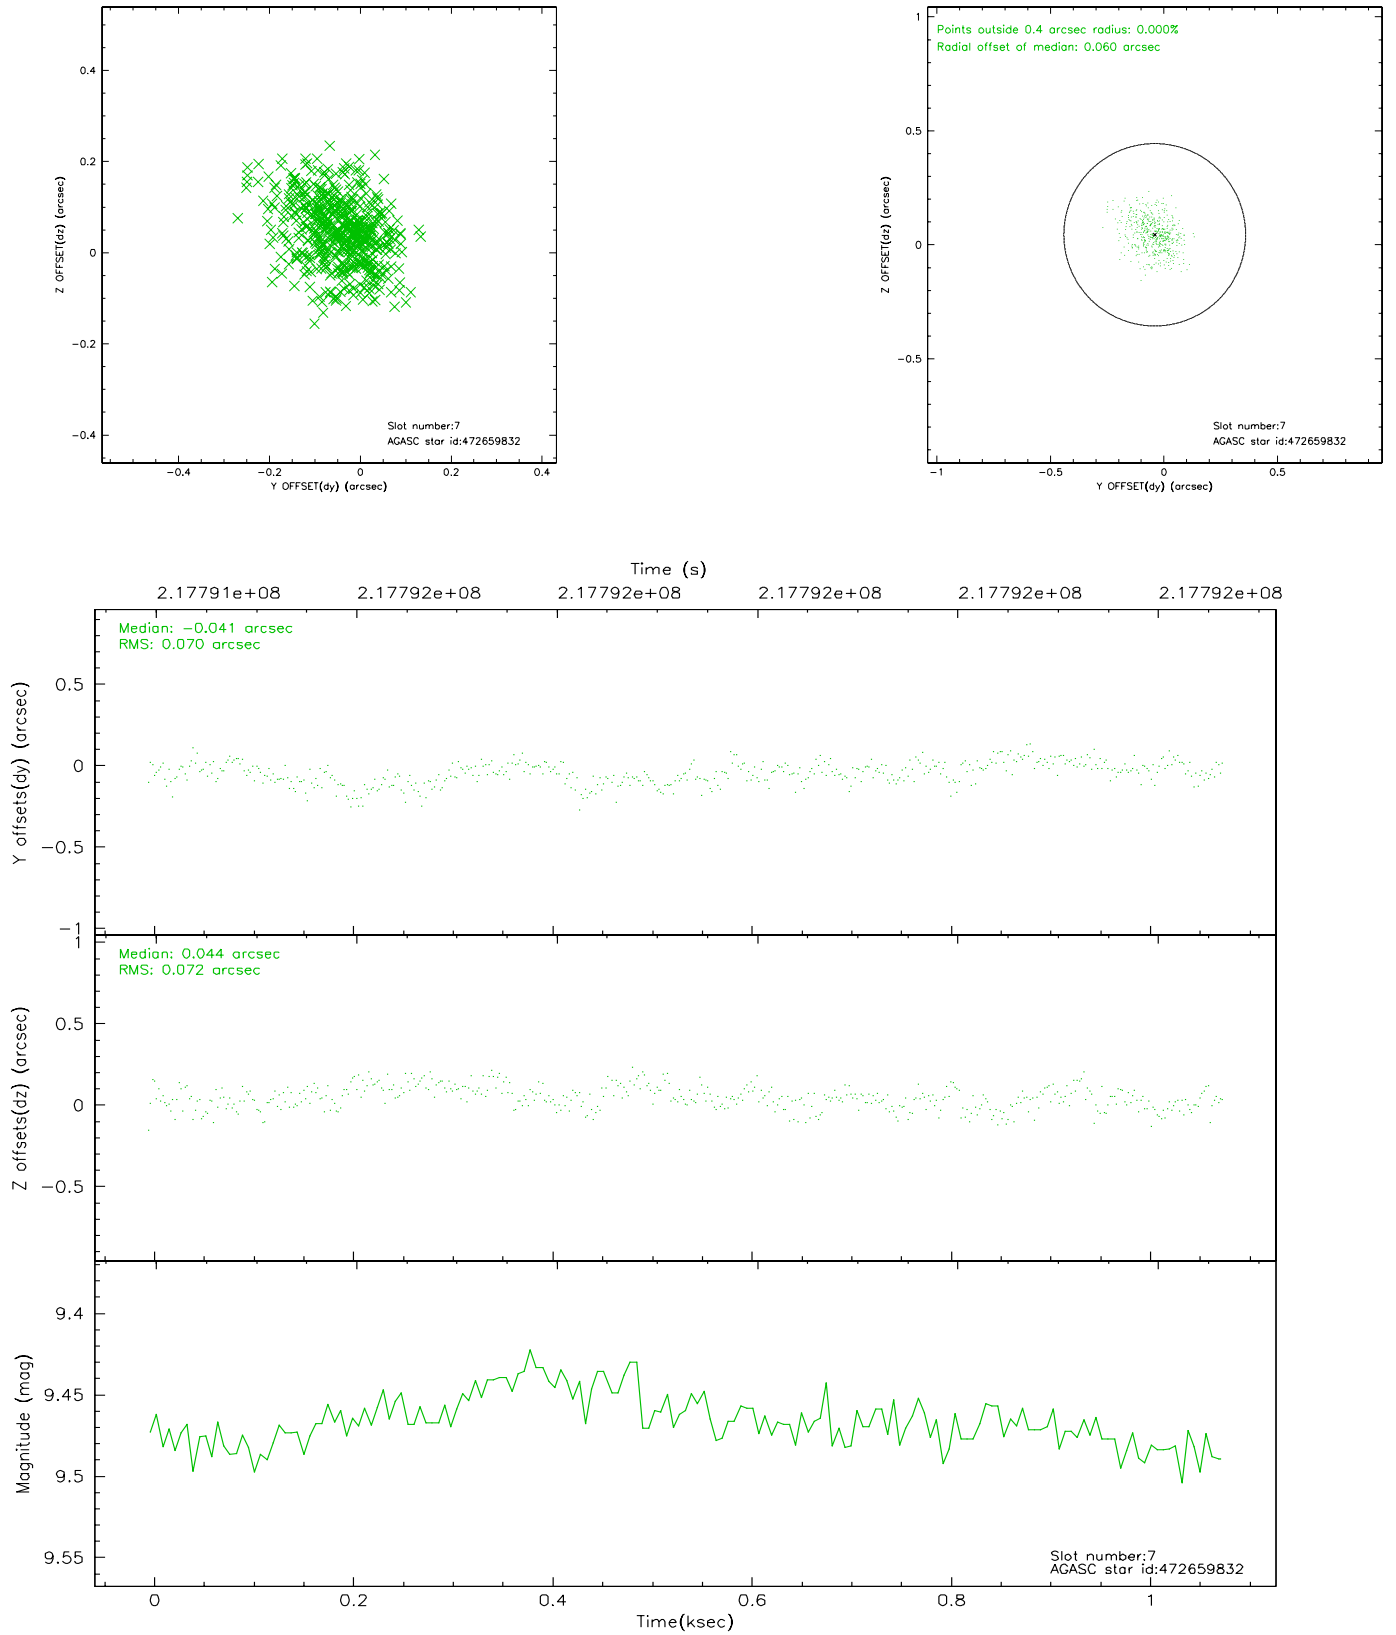 0.4
0.2
0
−0.2
−0.4
Z OFFSET(dz) (arcsec)
Slot number:7
AGASC star id:472659832
−0.4
−0.2
0
0.2
0.4
Y OFFSET(dy) (arcsec)
Points outside 0.4 arcsec radius: 0.000%
Radial offset of median: 0.060 arcsec
1
0.5
0
−0.5
Z OFFSET(dz) (arcsec)
Slot number:7
AGASC star id:472659832
−1
−0.5
0
0.5
Y OFFSET(dy) (arcsec)
Time (s)
2.17791e+08
2.17792e+08
2.17792e+08
2.17792e+08
2.17792e+08
2.17792e+08
Median: −0.041 arcsec
RMS: 0.070 arcsec
0.5
0
−0.5
−1
Y offsets(dy) (arcsec)
Median: 0.044 arcsec
RMS: 0.072 arcsec
1
0.5
0
−0.5
Z offsets(dz) (arcsec)
9.4
9.45
9.5
9.55
Magnitude (mag)
Slot number:7
AGASC star id:472659832
0
0.2
0.4
0.6
0.8
1
Time(ksec)